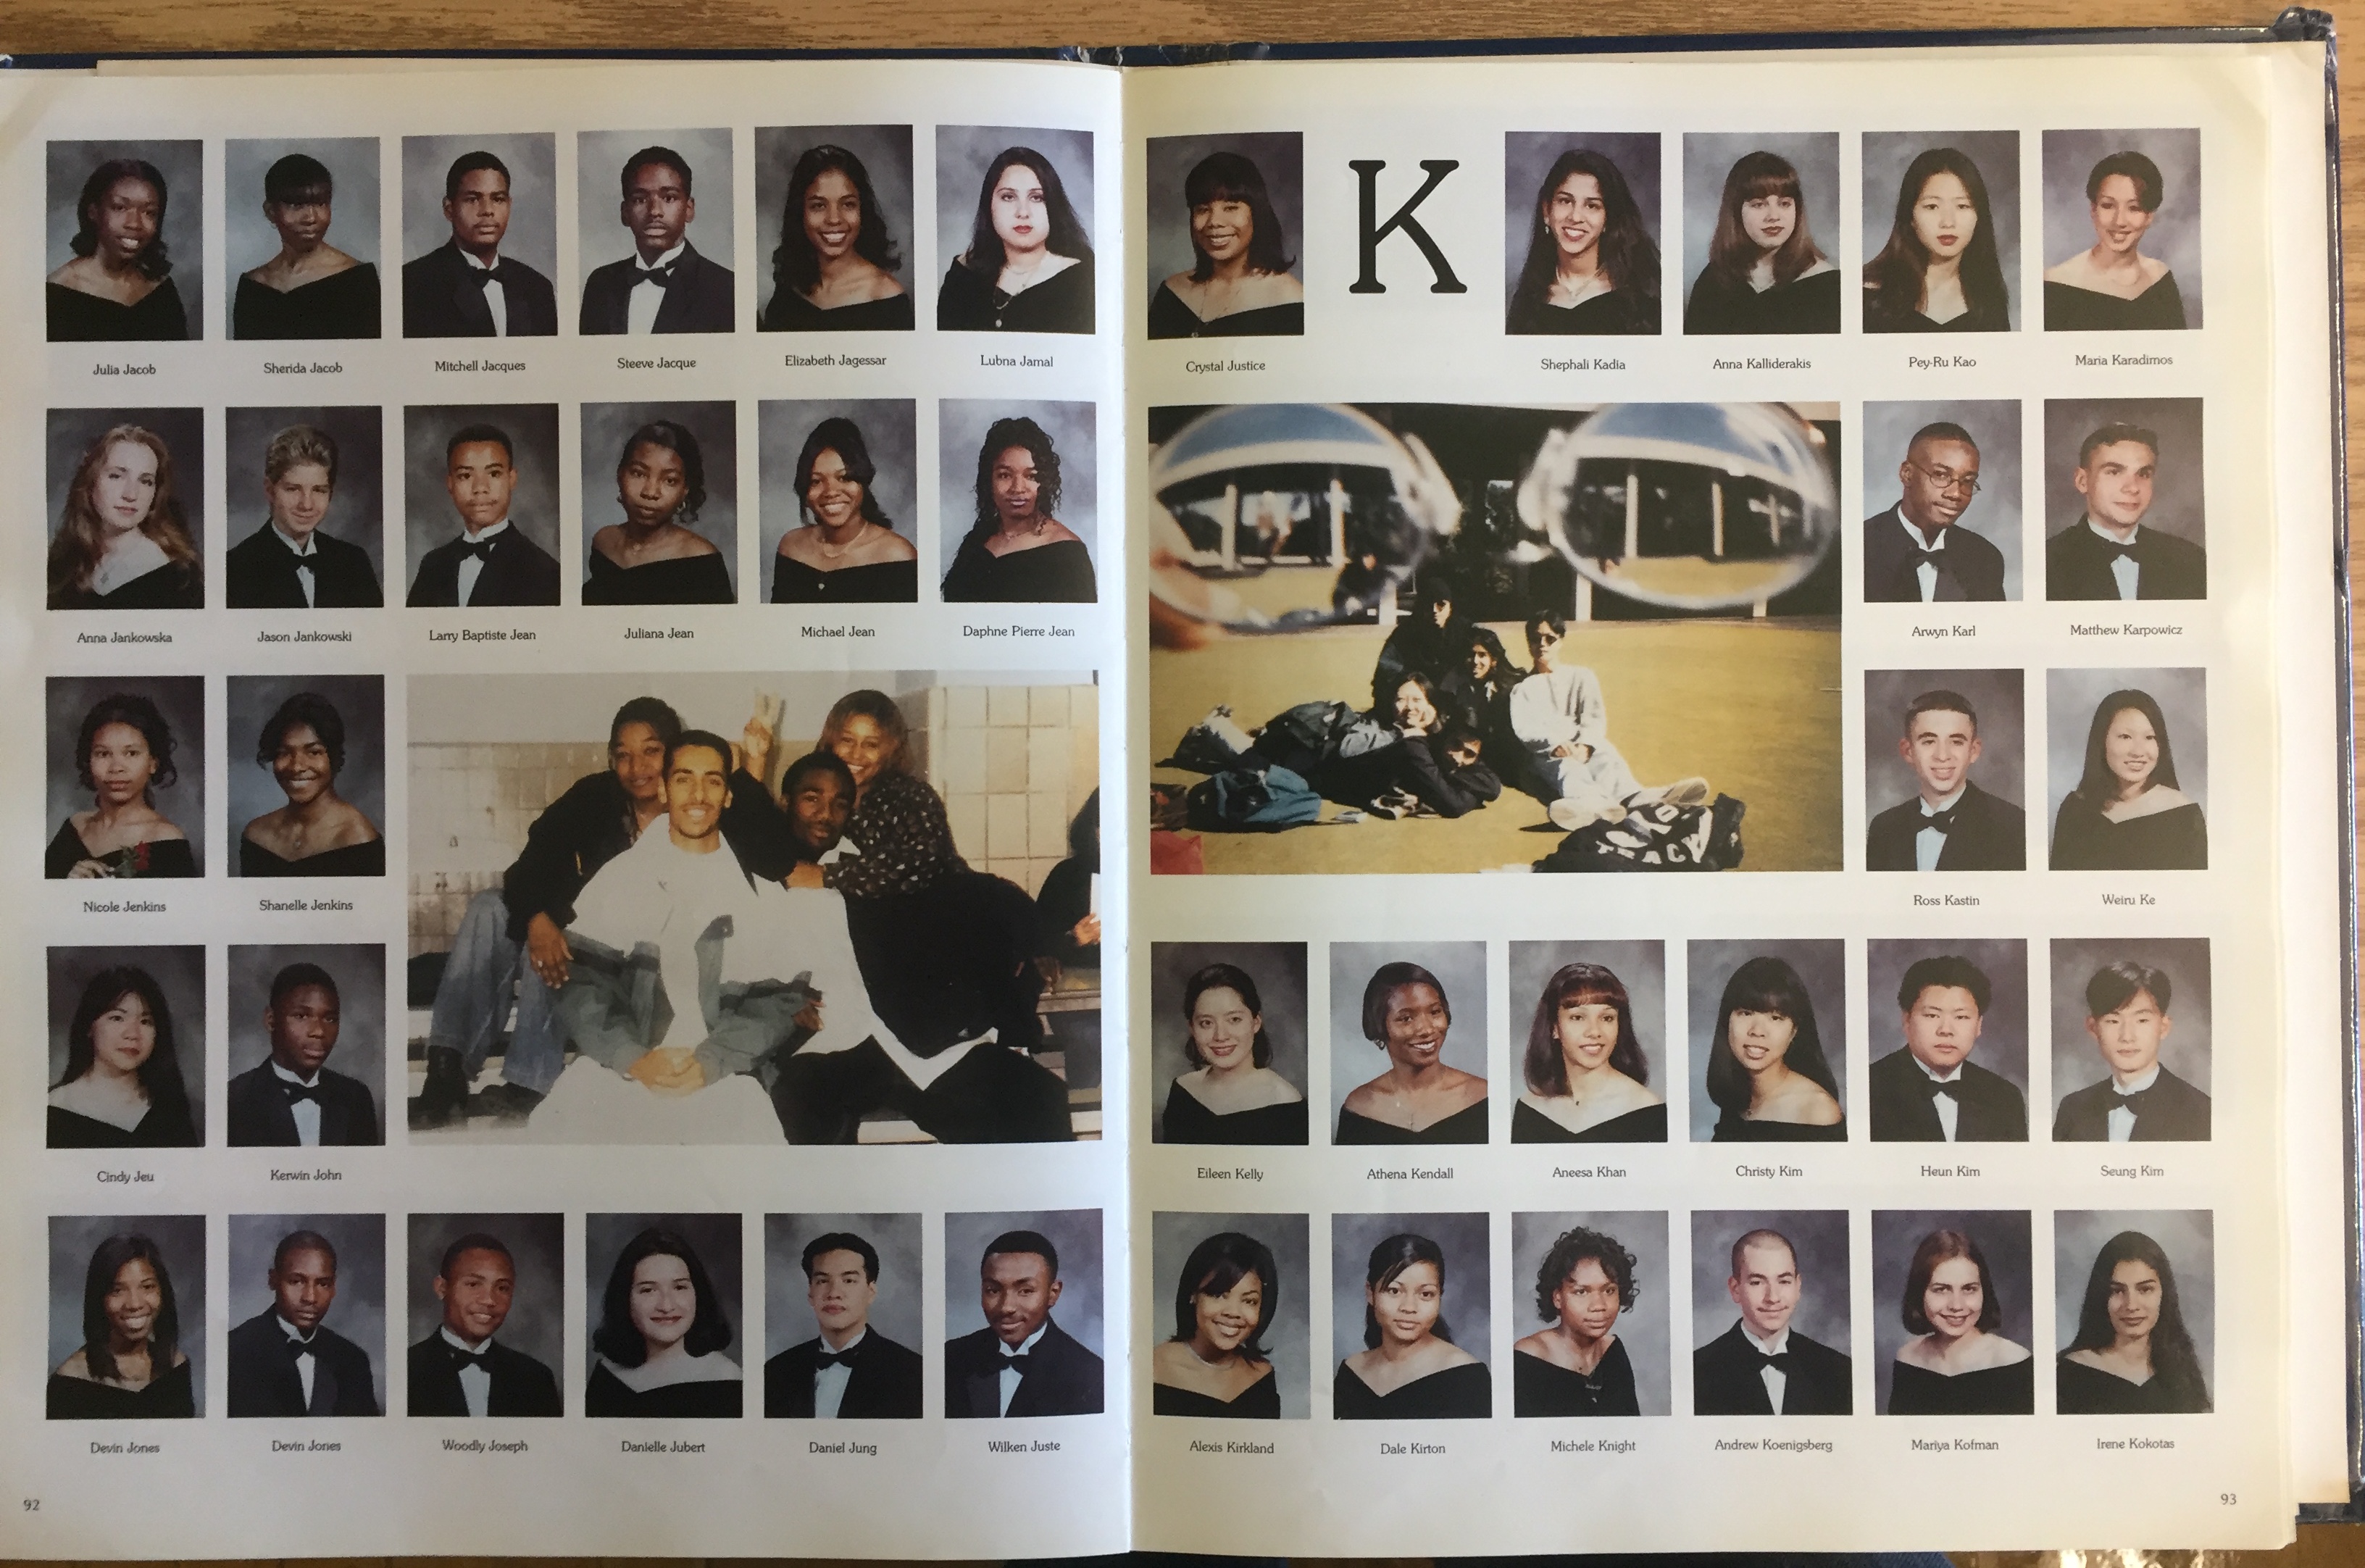 Julia Jacob
Sherida Jacob
Mitchell Jacques
Steeve Jacque
Elizabeth Jagessar
Lubna Jamal
Anna Jankowska
Jason Jankowski
Larry Baptiste Jean
Juliana Jean
Michael Jean
Daphne Pierre Jean
Nicole Jenkins
Shanelle Jenkins
Cindy Jeu
Kerwin John
Devin Jones
Devin Jones
Woodly Joseph
Danielle Jubert
Daniel Jung
Wilken Juste
92
Crystal Justice
K
Shephali Kadia
Anna Kalliderakis
Pey-Ru Kao
Maria Karadimos
TRACK
Arwyn Karl
Matthew Karpowicz
Ross Kastin
Weiru Ke
Eileen Kelly
Athena Kendall
Aneesa Khan
Christy Kim
Heun Kim
Seung Kim
Alexis Kirkland
Dale Kirton
Michele Knight
Andrew Koenigsberg
Mariya Kofman
Irene Kokotas
93